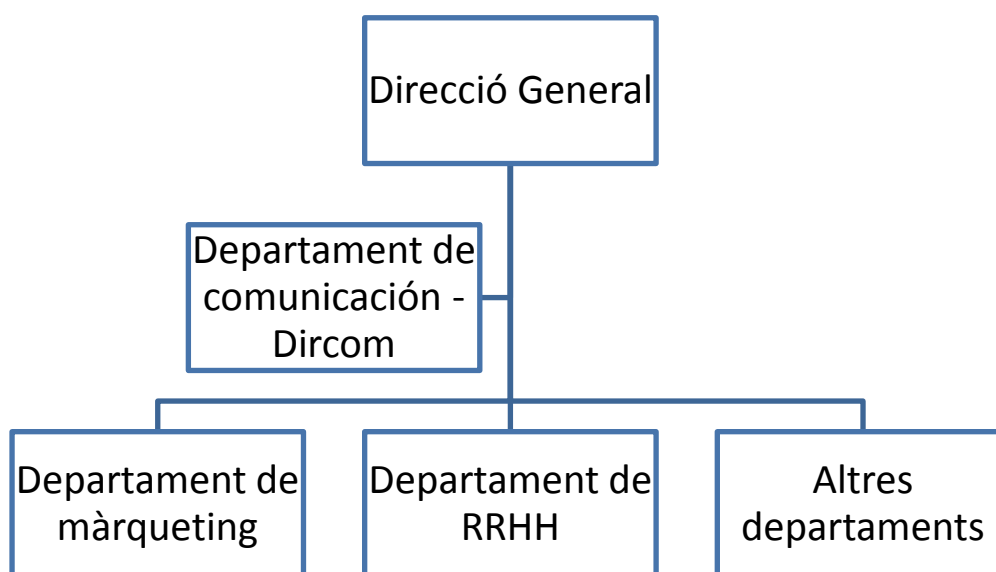 Direcció General
Departament de
comunicación -
Dircom
Departament de
màrqueting
Departament de
RRHH
Altres
departaments